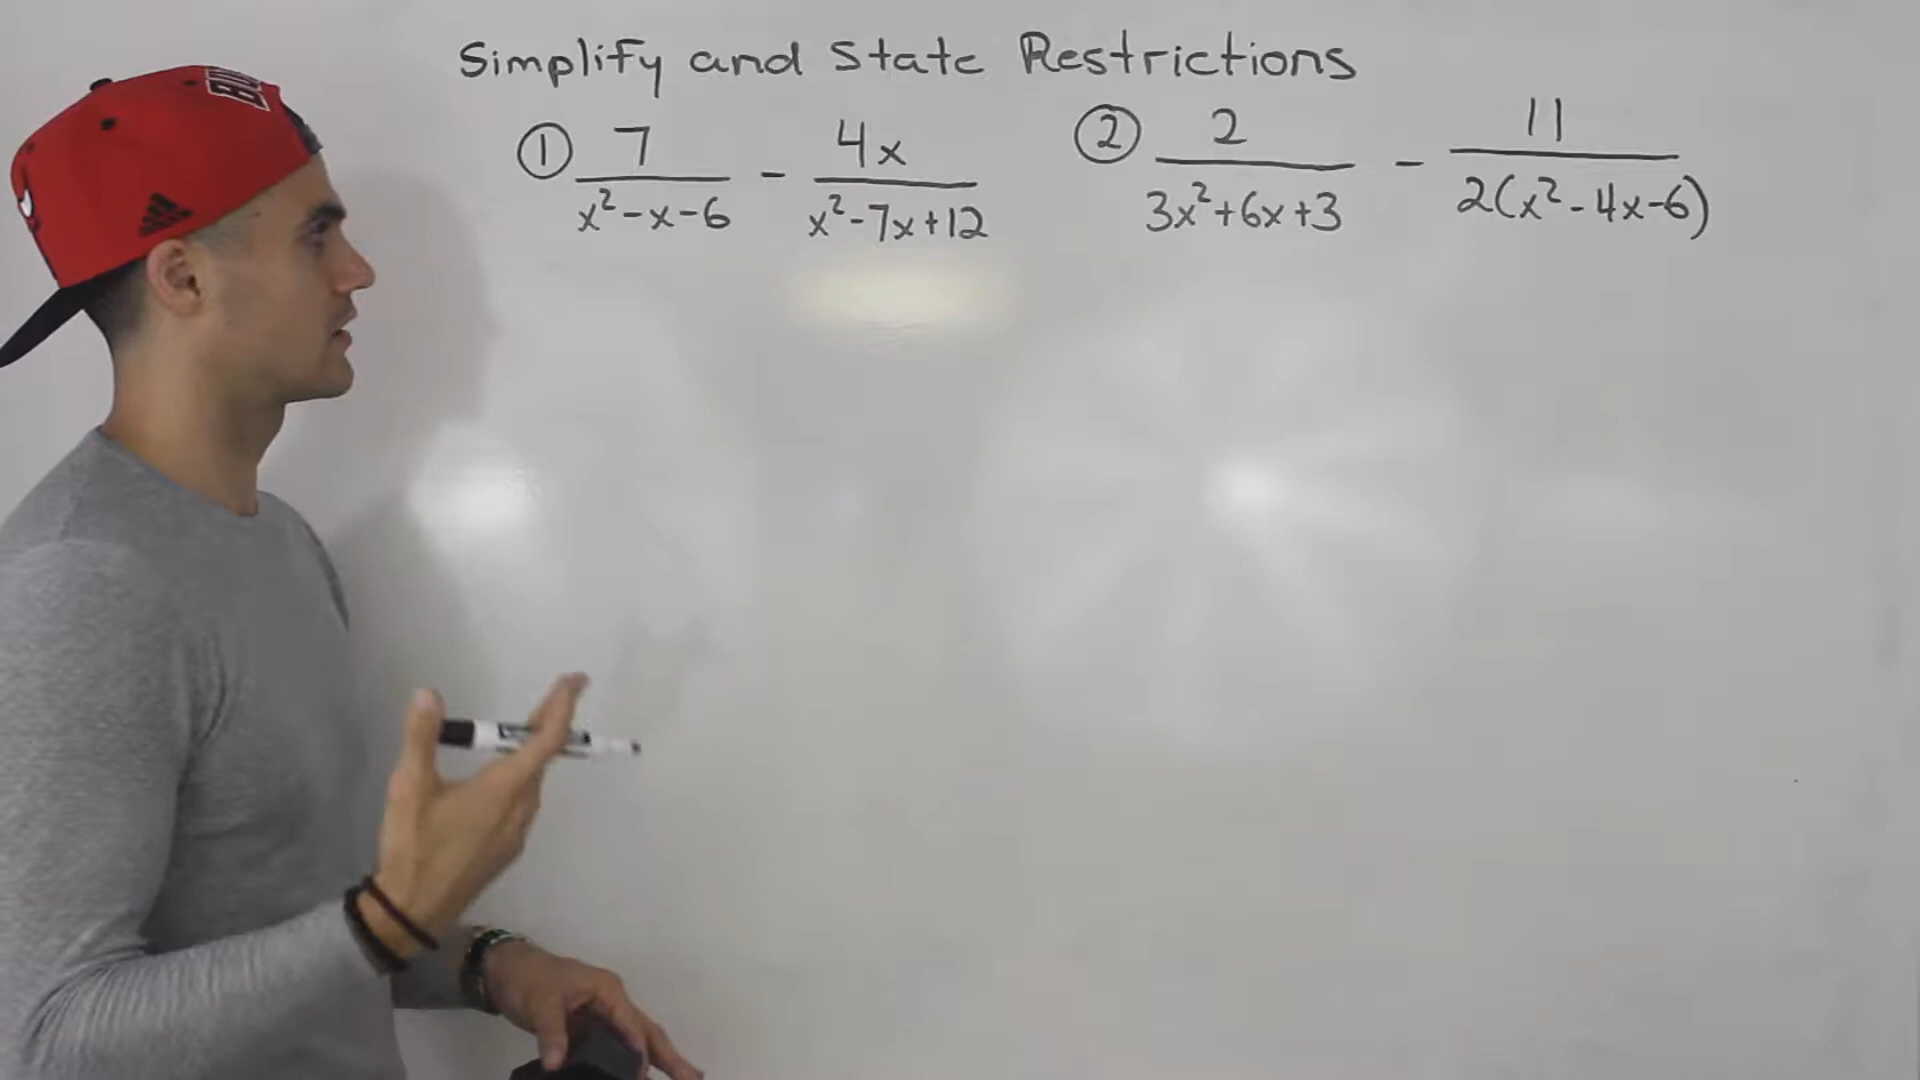 Simplify and State Restrictions
① 7/(x²-x-6) - 4x/(x²-7x+12)
② 2/(3x²+6x+3) - 11/(2(x²-4x-6))